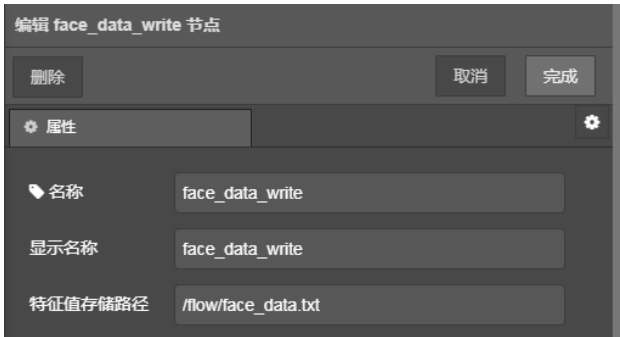 编辑 face_data_write 节点
删除 取消 完成
属性
名称 face_data_write
显示名称 face_data_write
特征值存储路径 /flow/face_data.txt